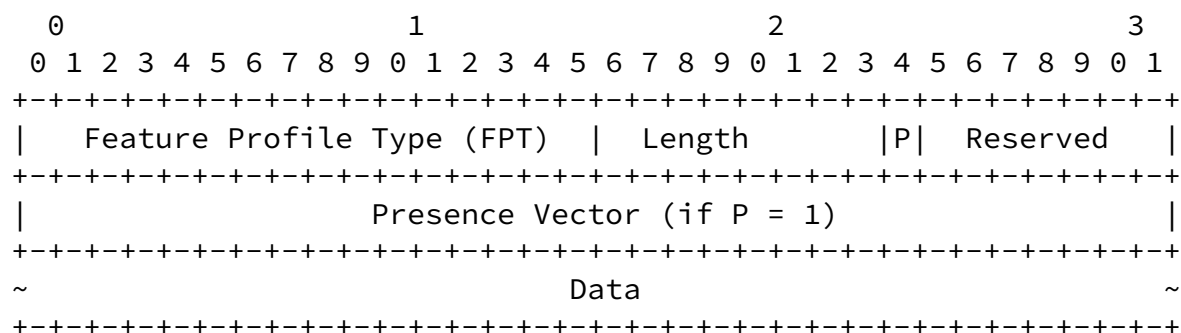 0                   1                   2                   3
 0 1 2 3 4 5 6 7 8 9 0 1 2 3 4 5 6 7 8 9 0 1 2 3 4 5 6 7 8 9 0 1
+-+-+-+-+-+-+-+-+-+-+-+-+-+-+-+-+-+-+-+-+-+-+-+-+-+-+-+-+-+-+-+-+
|   Feature Profile Type (FPT)  |  Length       |P|  Reserved   |
+-+-+-+-+-+-+-+-+-+-+-+-+-+-+-+-+-+-+-+-+-+-+-+-+-+-+-+-+-+-+-+-+
|                   Presence Vector (if P = 1)                  |
+-+-+-+-+-+-+-+-+-+-+-+-+-+-+-+-+-+-+-+-+-+-+-+-+-+-+-+-+-+-+-+-+
~                              Data                             ~
+-+-+-+-+-+-+-+-+-+-+-+-+-+-+-+-+-+-+-+-+-+-+-+-+-+-+-+-+-+-+-+-+